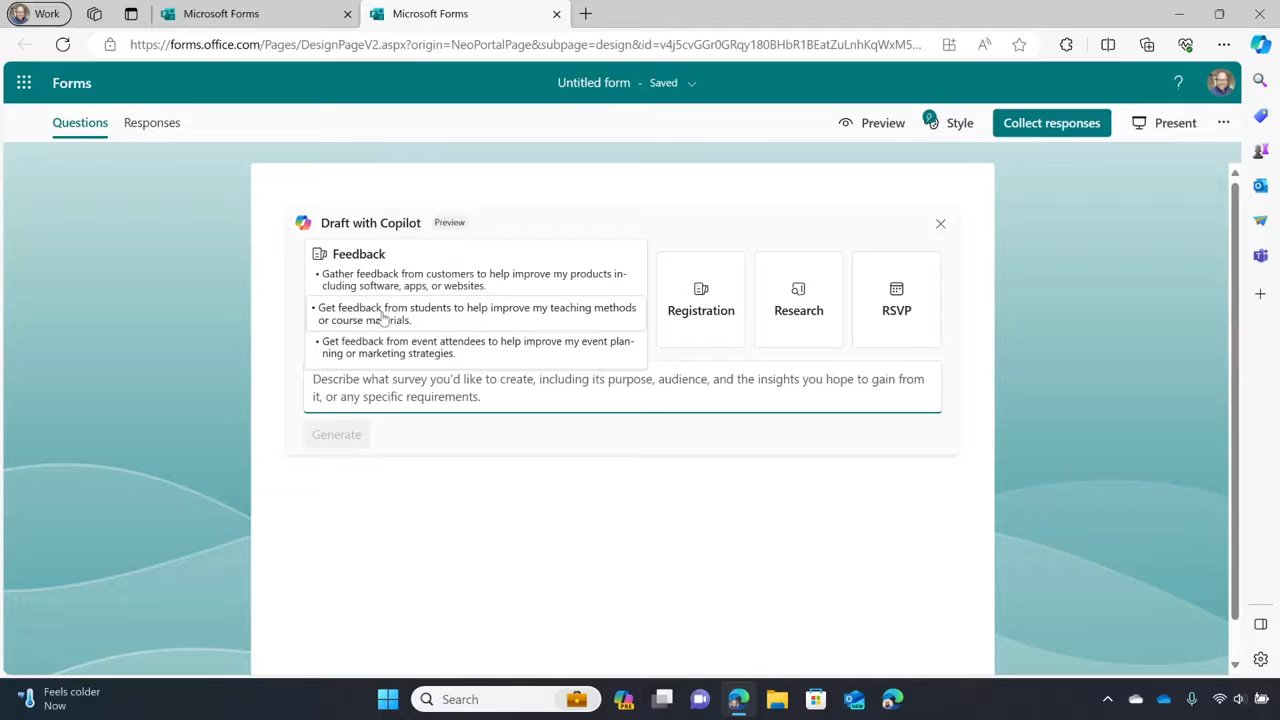 Work
Microsoft Forms
Microsoft Forms
https://forms.office.com/Pages/DesignPageV2.aspx?origin=NeoPortalPage&subpage=design&id=v4j5cvGGr0GRqy180BHbR1BEatZuLnhKqWxM5...
Forms
Untitled form - Saved
?
Questions
Responses
Preview
Style
Collect responses
Present
Draft with Copilot
Preview
Feedback
• Gather feedback from customers to help improve my products in-
cluding software, apps, or websites.
• Get feedback from students to help improve my teaching methods
or course materials.
• Get feedback from event attendees to help improve my event plan-
ning or marketing strategies.
Registration
Research
RSVP
Describe what survey you'd like to create, including its purpose, audience, and the insights you hope to gain from
it, or any specific requirements.
Generate
Feels colder
Now
Search
PRE
NEW